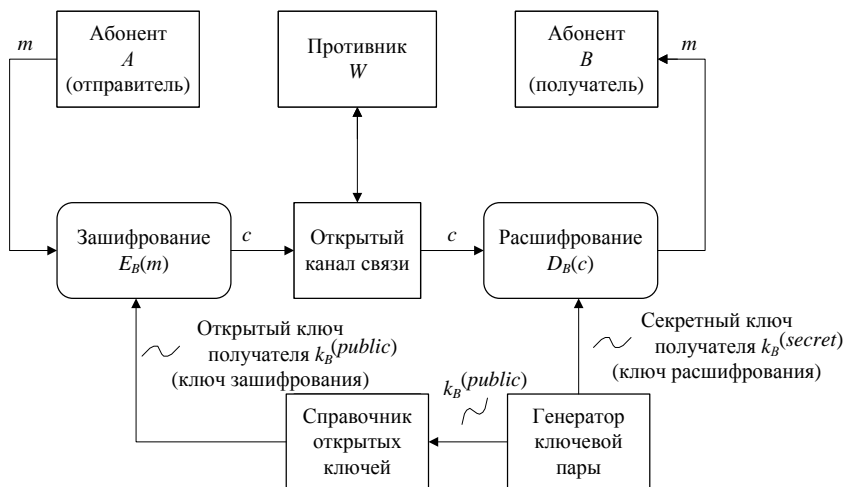 Абонент
A
(отправитель)
Противник
W
Абонент
B
(получатель)
m
m
Зашифрование
E_B(m)
c
Открытый
канал связи
c
Расшифрование
D_B(c)
Открытый ключ
получателя k_B^(public)
(ключ зашифрования)
Секретный ключ
получателя k_B^(secret)
(ключ расшифрования)
k_B^(public)
Справочник
открытых
ключей
Генератор
ключевой
пары